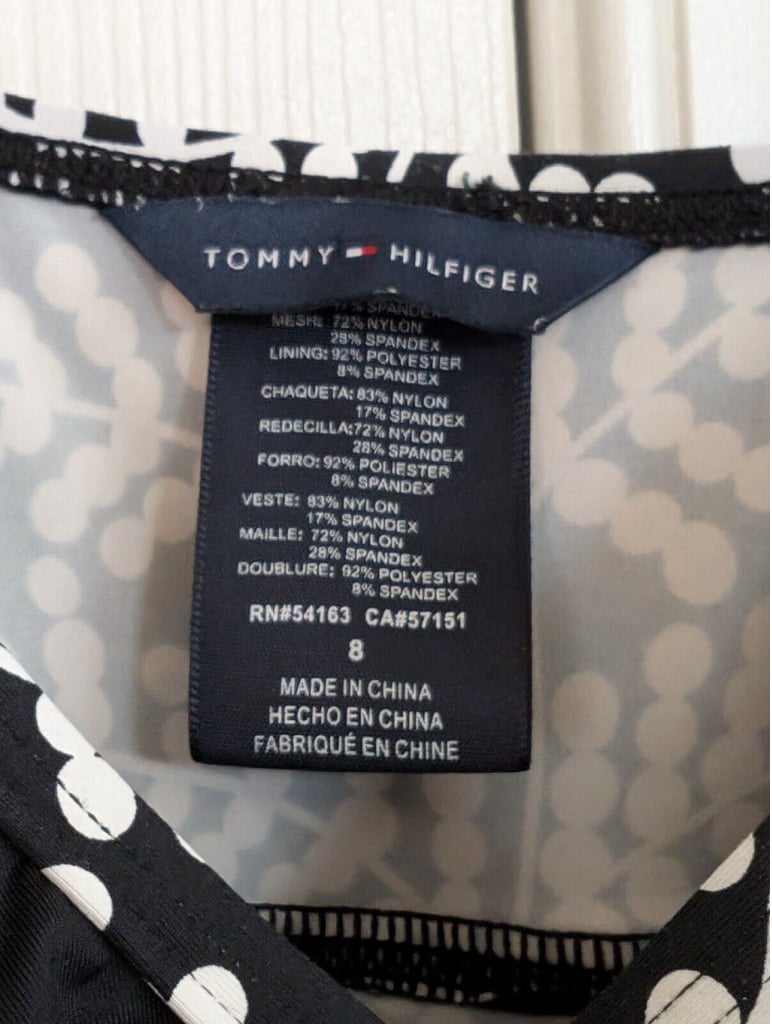 TOMMY HILFIGER
17% SPANDEX
MESH: 72% NYLON
28% SPANDEX
LINING: 92% POLYESTER
8% SPANDEX
CHAQUETA: 83% NYLON
17% SPANDEX
REDECILLA: 72% NYLON
28% SPANDEX
FORRO: 92% POLIESTER
8% SPANDEX
VESTE: 83% NYLON
17% SPANDEX
MAILLE: 72% NYLON
28% SPANDEX
DOUBLURE: 92% POLYESTER
8% SPANDEX
RN#54163 CA#57151
8
MADE IN CHINA
HECHO EN CHINA
FABRIQUÉ EN CHINE